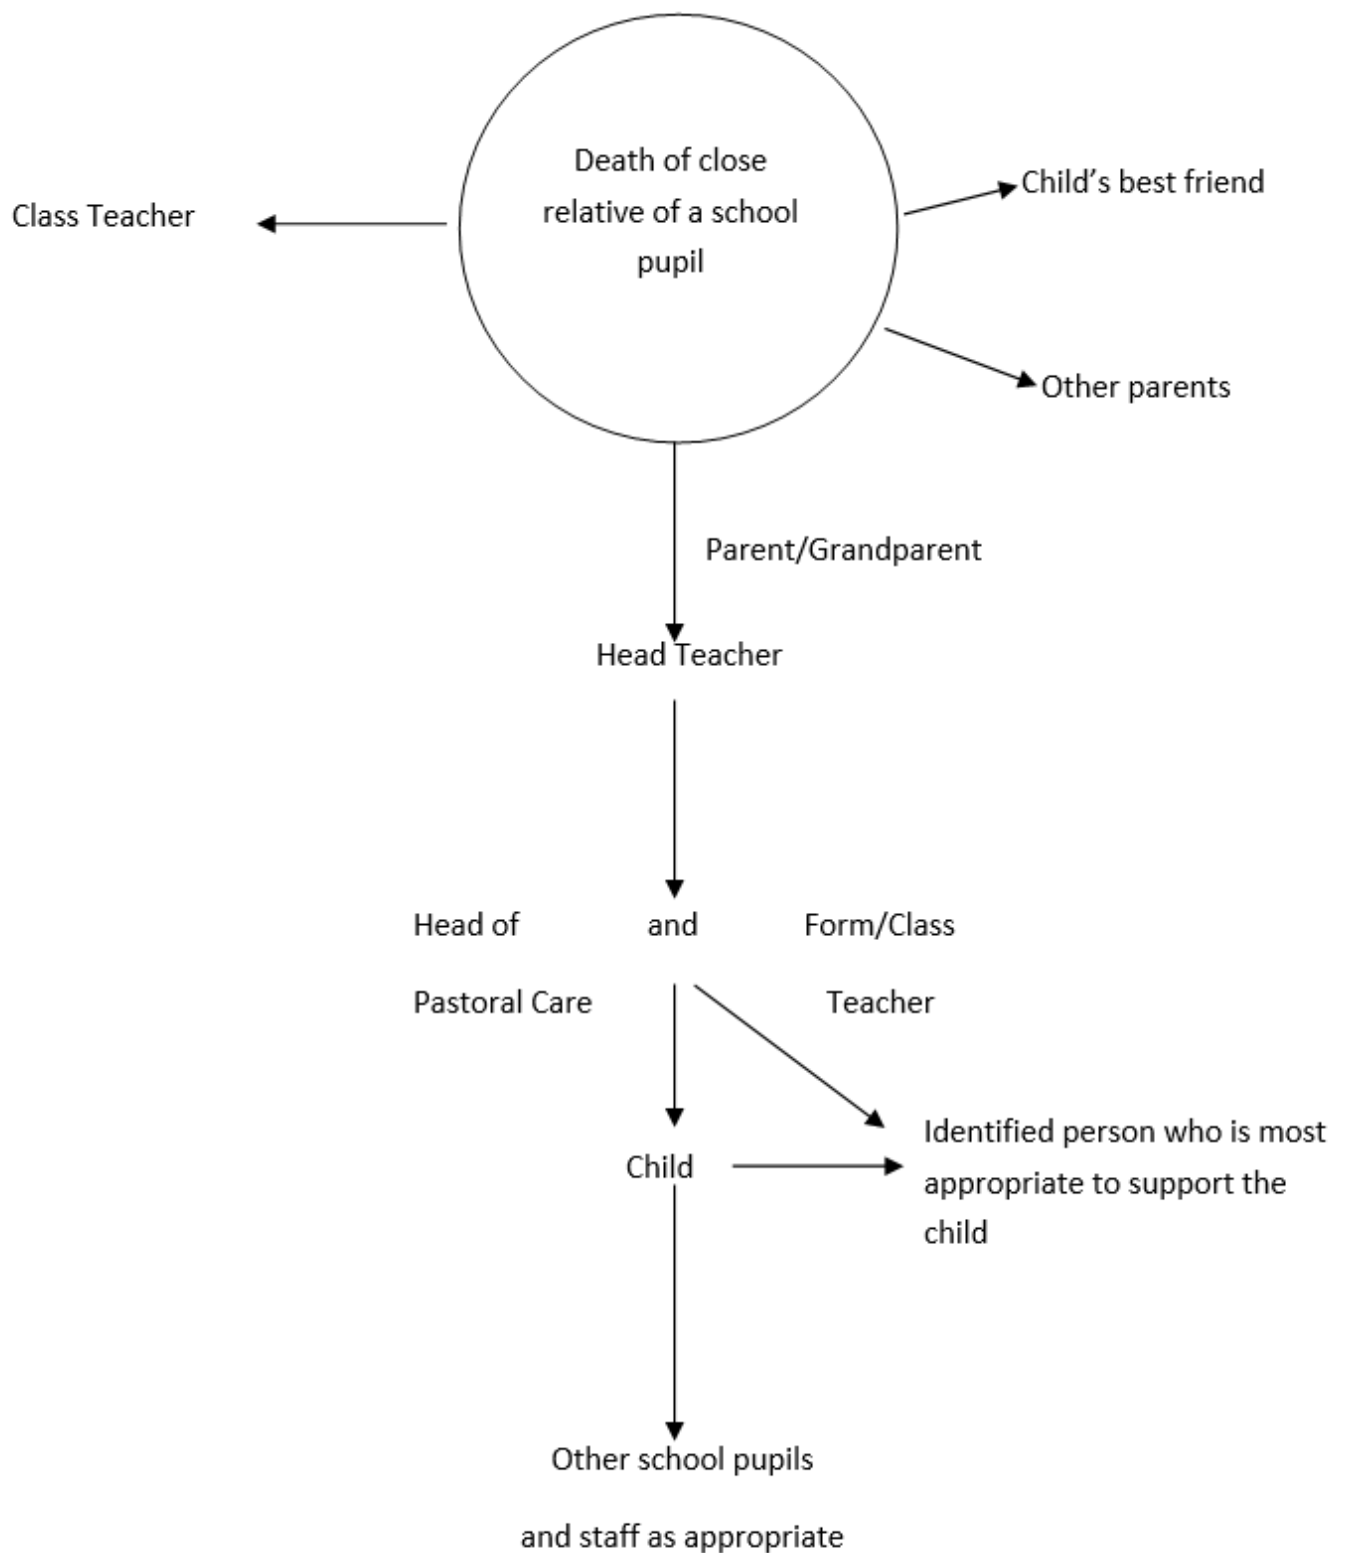 Death of close
relative of a school
pupil
Class Teacher
Child’s best friend
Other parents
Parent/Grandparent
Head Teacher
Head of and Form/Class
Pastoral Care Teacher
Identified person who is most
appropriate to support the
child
Child
Other school pupils
and staff as appropriate